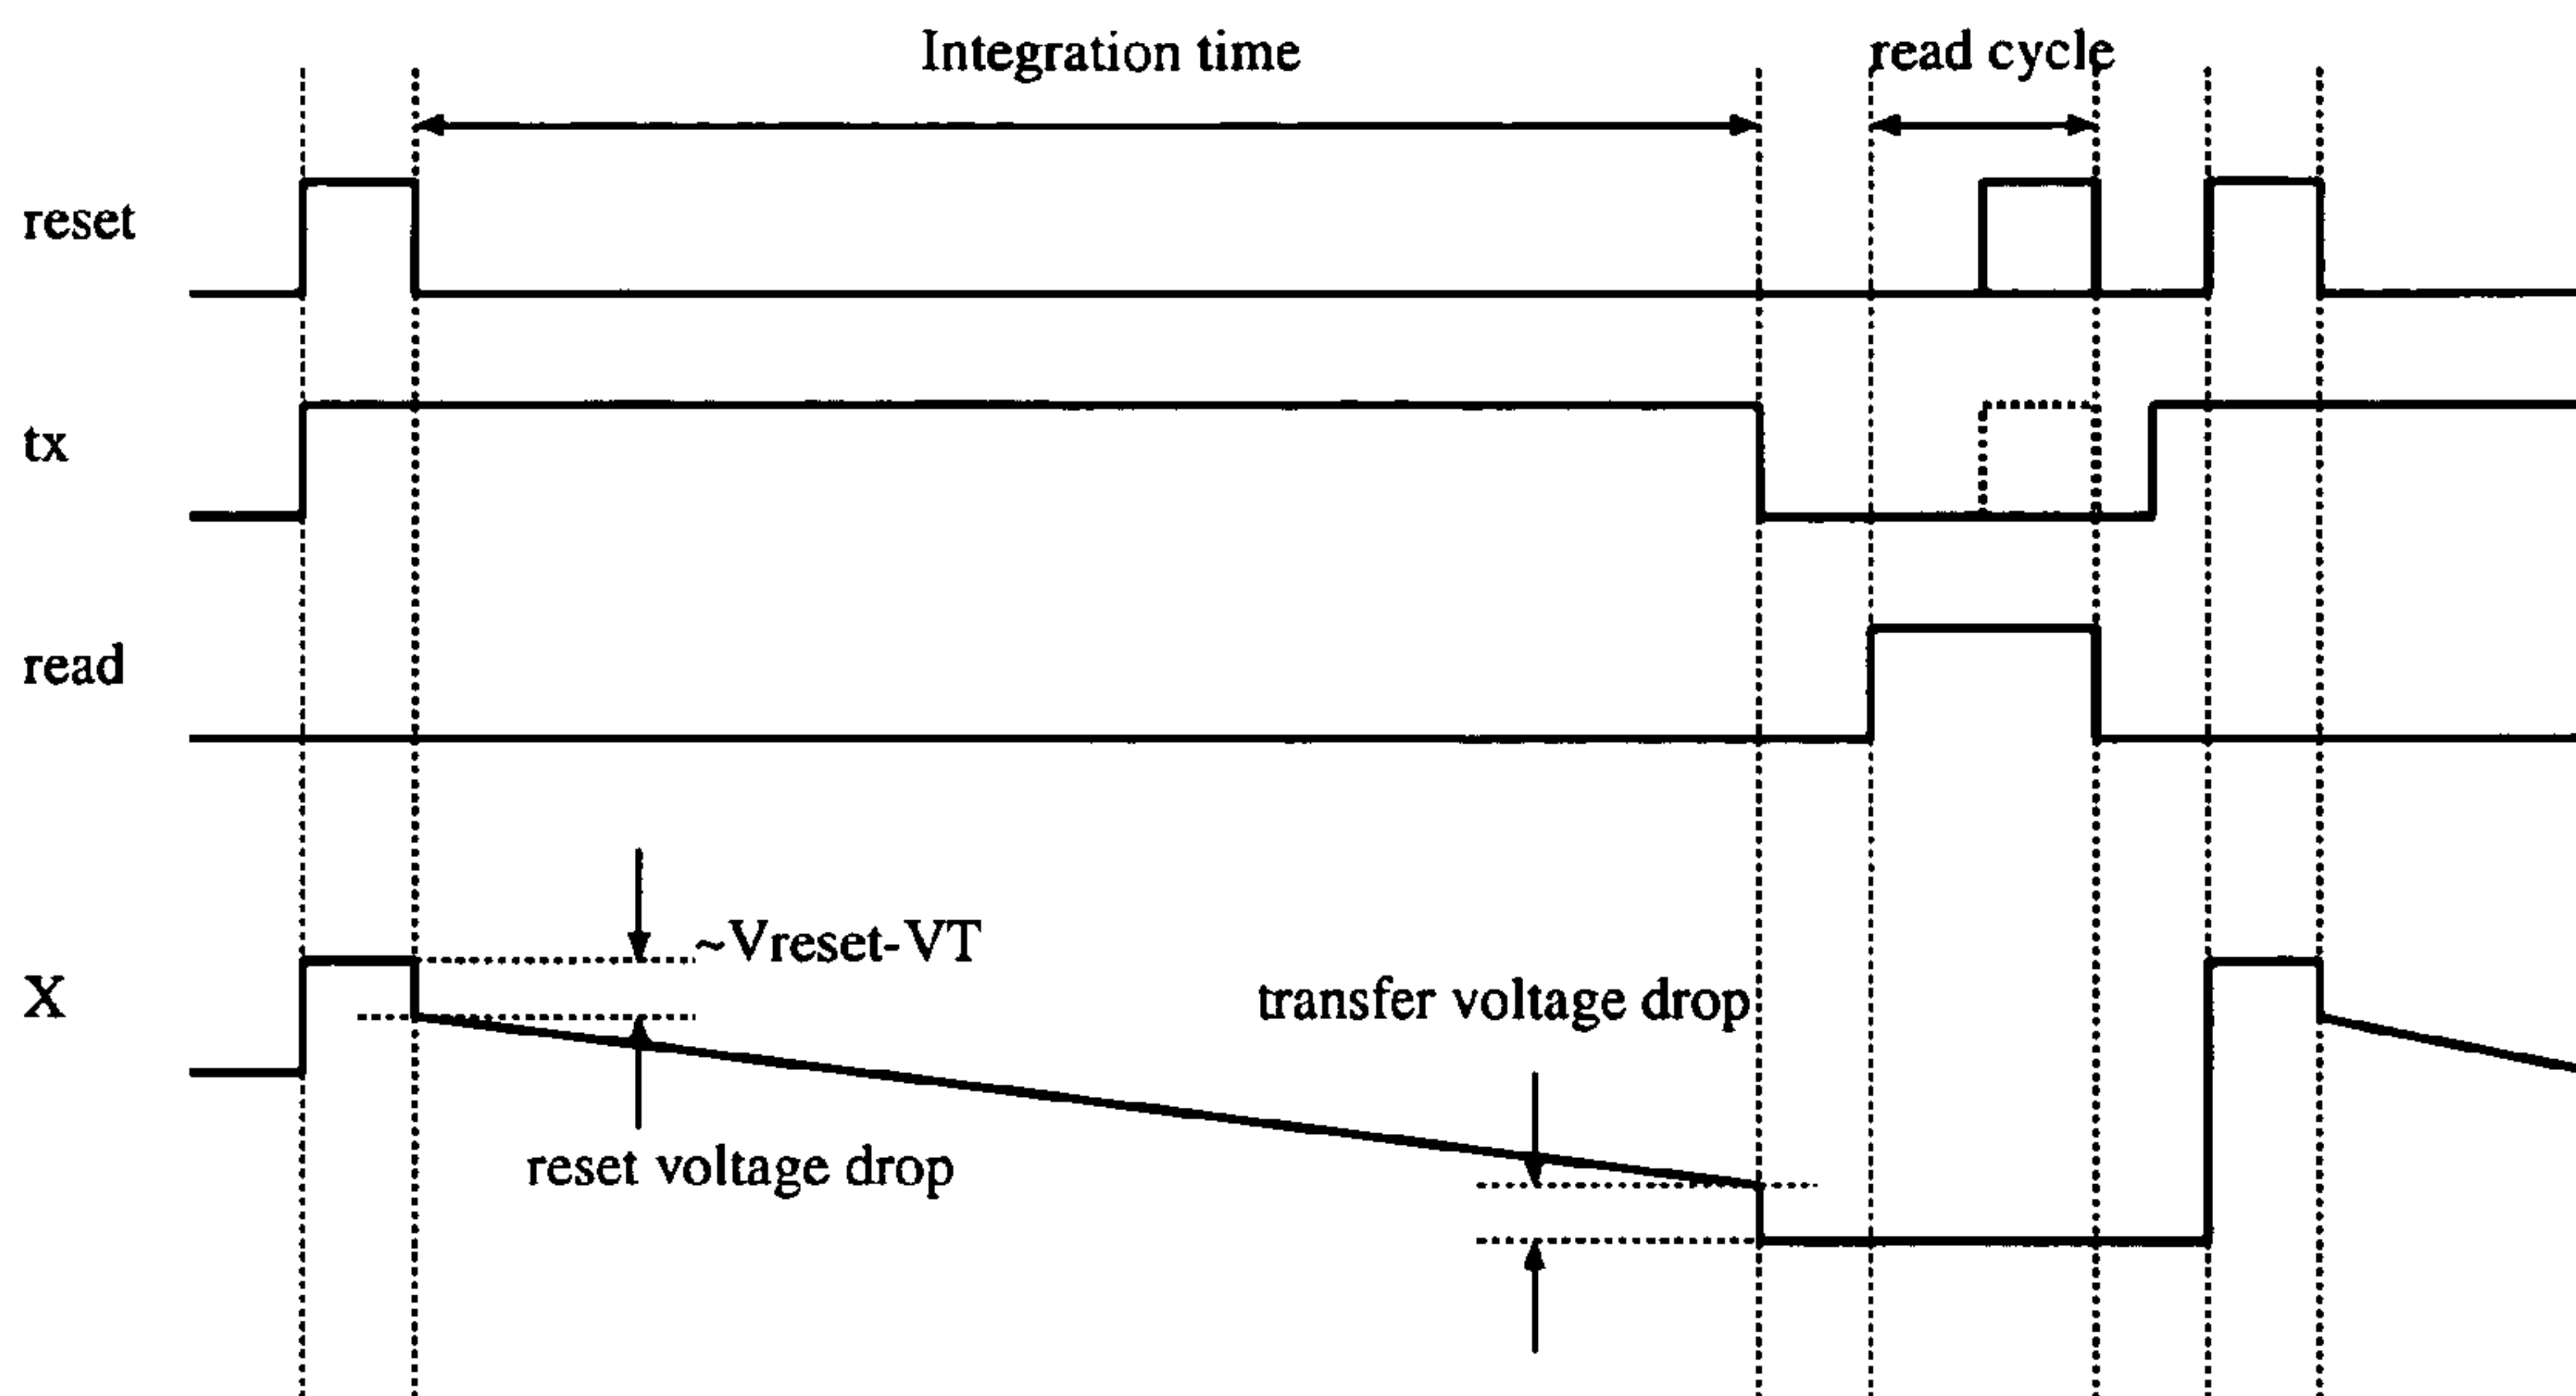 Integration time
read cycle
reset
tx
read
~Vreset-VT
X
transfer voltage drop
reset voltage drop